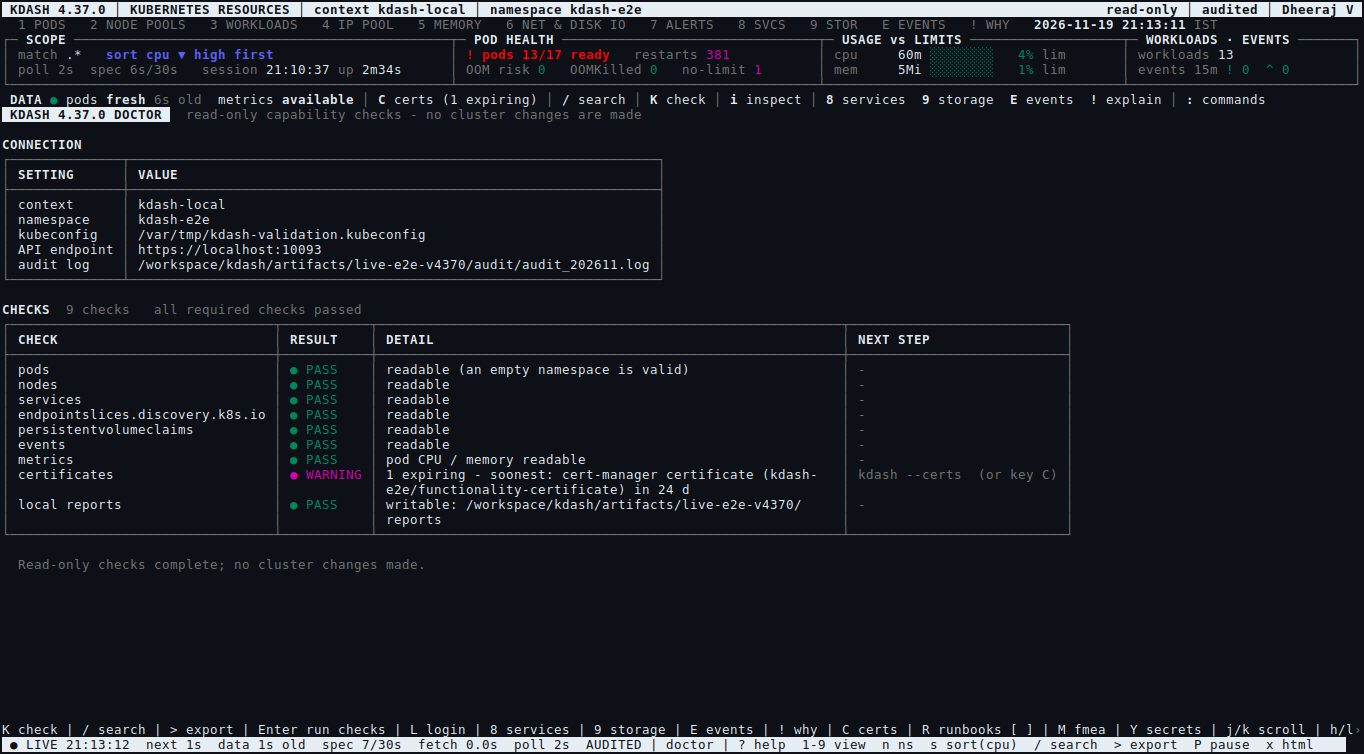 KDASH 4.37.0 │ KUBERNETES RESOURCES │ context kdash-local │ namespace kdash-e2e read-only │ audited │ Dheeraj V
1 PODS 2 NODE POOLS 3 WORKLOADS 4 IP POOL 5 MEMORY 6 NET & DISK IO 7 ALERTS 8 SVCS 9 STOR E EVENTS ! WHY 2026-11-19 21:13:11 IST
SCOPE POD HEALTH USAGE vs LIMITS WORKLOADS · EVENTS
match .* sort cpu ▼ high first ! pods 13/17 ready restarts 381 cpu 60m 4% lim workloads 13
poll 2s spec 6s/30s session 21:10:37 up 2m34s OOM risk 0 OOMKilled 0 no-limit 1 mem 5Mi 1% lim events 15m ! 0 ^ 0
DATA ● pods fresh 6s old metrics available │ C certs (1 expiring) │ / search │ K check │ i inspect │ 8 services 9 storage E events ! explain │ : commands
KDASH 4.37.0 DOCTOR read-only capability checks - no cluster changes are made
CONNECTION
SETTING VALUE
context kdash-local
namespace kdash-e2e
kubeconfig /var/tmp/kdash-validation.kubeconfig
API endpoint https://localhost:10093
audit log /workspace/kdash/artifacts/live-e2e-v4370/audit/audit_202611.log
CHECKS 9 checks all required checks passed
CHECK RESULT DETAIL NEXT STEP
pods ● PASS readable (an empty namespace is valid) -
nodes ● PASS readable -
services ● PASS readable -
endpointslices.discovery.k8s.io ● PASS readable -
persistentvolumeclaims ● PASS readable -
events ● PASS readable -
metrics ● PASS pod CPU / memory readable -
certificates ● WARNING 1 expiring - soonest: cert-manager certificate (kdash- kdash --certs (or key C)
e2e/functionality-certificate) in 24 d
local reports ● PASS writable: /workspace/kdash/artifacts/live-e2e-v4370/ -
reports
Read-only checks complete; no cluster changes made.
K check | / search | > export | Enter run checks | L login | 8 services | 9 storage | E events | ! why | C certs | R runbooks [ ] | M fmea | Y secrets | j/k scroll | h/l›
● LIVE 21:13:12 next 1s data 1s old spec 7/30s fetch 0.0s poll 2s AUDITED | doctor | ? help 1-9 view n ns s sort(cpu) / search > export P pause x html